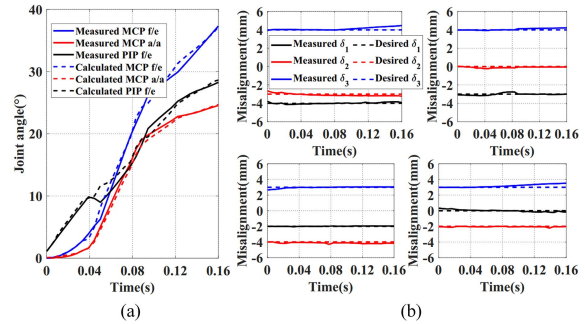 Measured MCP f/e
Measured MCP a/a
Measured PIP f/e
Calculated MCP f/e
Calculated MCP a/a
Calculated PIP f/e
Joint angle(°)
40
30
20
10
0
0 0.04 0.08 0.12 0.16
Time(s)
(a)
Misalignment(mm)
6
4
2
0
-2
-4
-6
Measured δ1 Desired δ1
Measured δ2 Desired δ2
Measured δ3 Desired δ3
0 0.04 0.08 0.12 0.16
Time(s)
Misalignment(mm)
6
4
2
0
-2
-4
-6
0 0.04 0.08 0.12 0.16
Time(s)
Misalignment(mm)
6
4
2
0
-2
-4
-6
0 0.04 0.08 0.12 0.16
Time(s)
Misalignment(mm)
6
4
2
0
-2
-4
-6
0 0.04 0.08 0.12 0.16
Time(s)
(b)